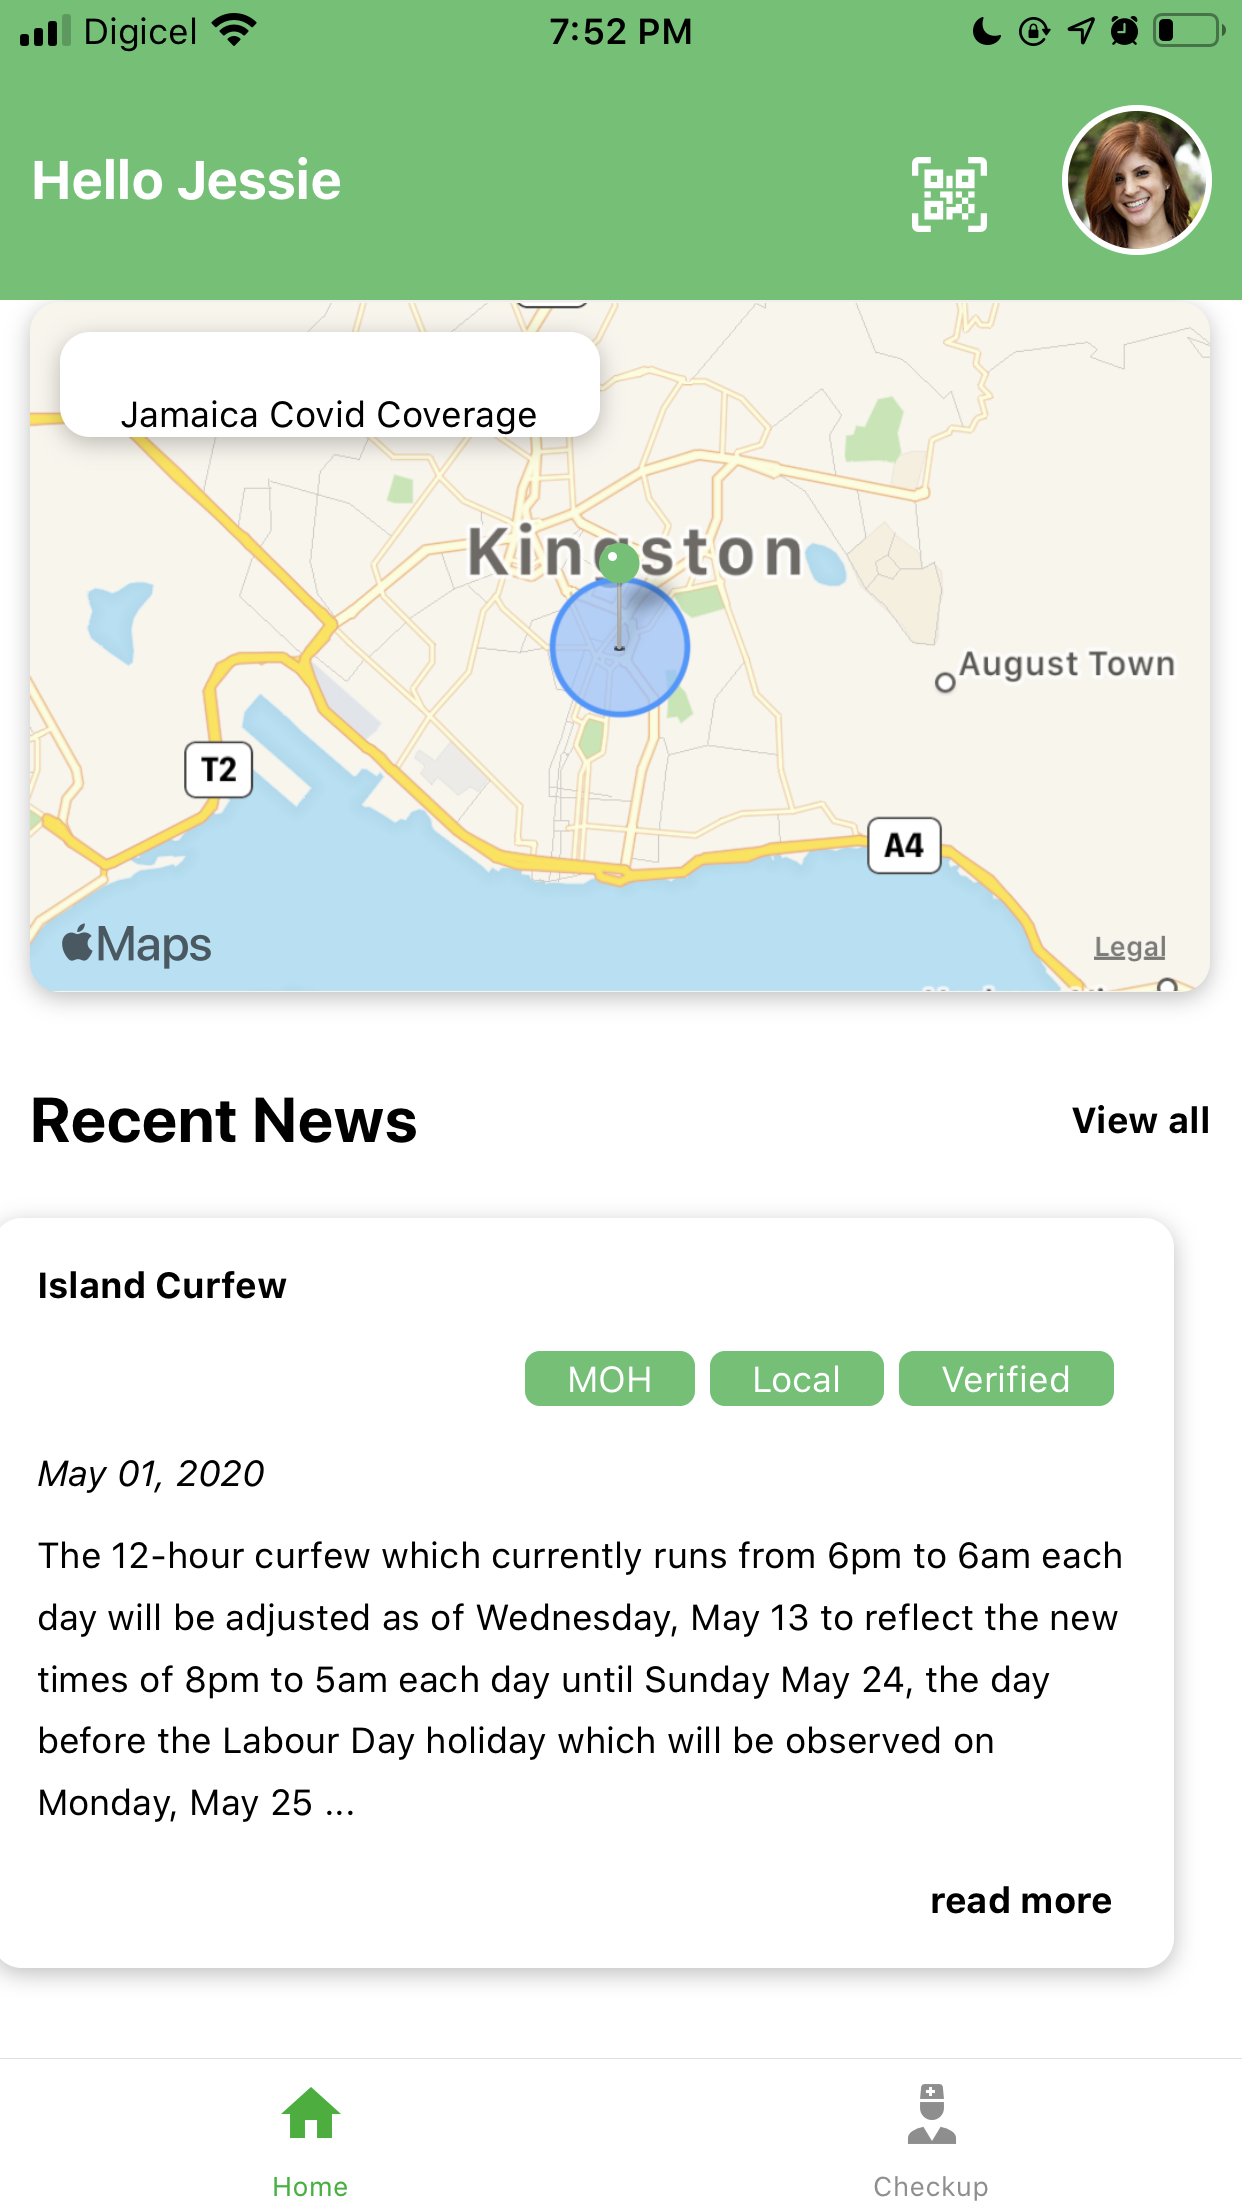 Digicel 7:52 PM
Hello Jessie
Jamaica Covid Coverage
Kingston
August Town
T2
A4
Maps
Legal
Recent News
View all
Island Curfew
MOH Local Verified
May 01, 2020
The 12-hour curfew which currently runs from 6pm to 6am each
day will be adjusted as of Wednesday, May 13 to reflect the new
times of 8pm to 5am each day until Sunday May 24, the day
before the Labour Day holiday which will be observed on
Monday, May 25 ...
read more
Home
Checkup